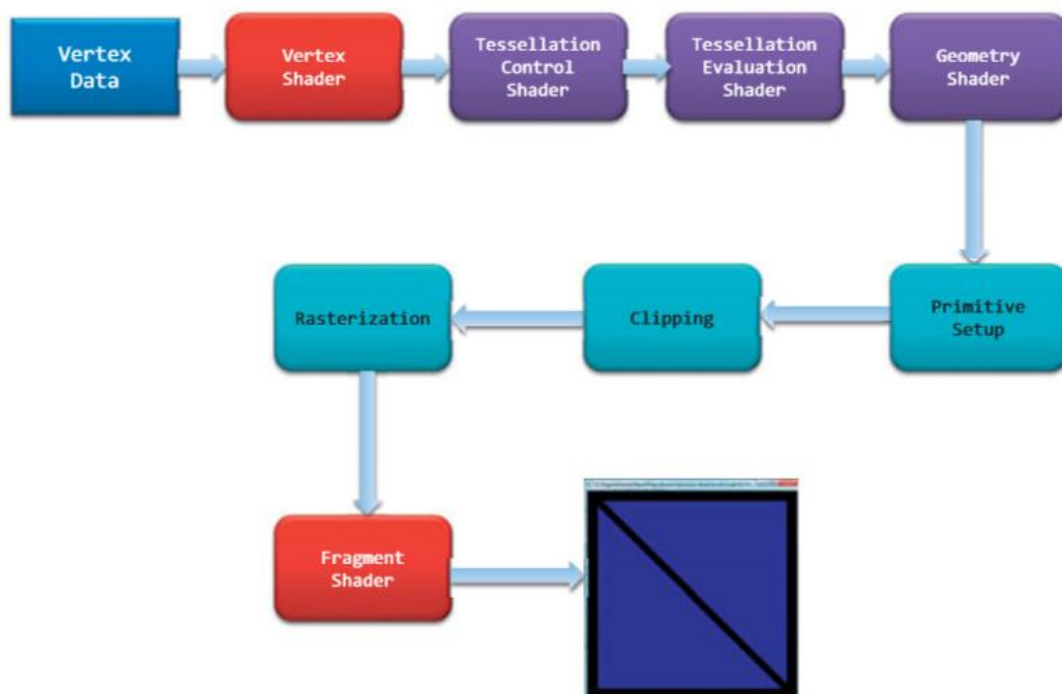 Vertex
Data
Vertex
Shader
Tessellation
Control
Shader
Tessellation
Evaluation
Shader
Geometry
Shader
Primitive
Setup
Clipping
Rasterization
Fragment
Shader